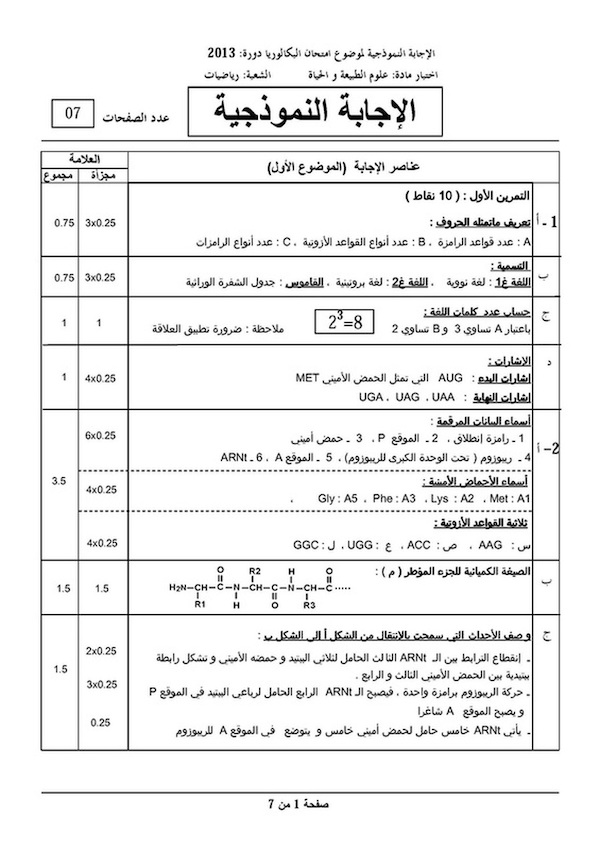 الإجابة النموذجية لموضوع امتحان البكالوريا دورة: 2013
اختبار مادة: علوم الطبيعة و الحياة الشعبة: رياضيات
الإجابة النموذجية
عدد الصفحات 07
العلامة
عناصر الإجابة (الموضوع الأول)
مجزأة
مجموع
التمرين الأول : ( 10 نقاط )
1 - أ
تعريف ماتمثله الحروف :
3x0.25
0.75
A : عدد قواعد الرامزة ، B : عدد أنواع القواعد الأزوتية ، C : عدد أنواع الرامزات
ب
التسمية :
اللغة غ1 : لغة نووية ، اللغة غ2 : لغة بروتينية ، القاموس : جدول الشفرة الوراثية
3x0.25
0.75
ج
حساب عدد كلمات اللغة :
باعتبار A تساوي 3 و B تساوي 2
2³=8
ملاحظة : ضرورة تطبيق العلاقة
1
1
د
الاشارات :
إشارات البدء : AUG التي تمثل الحمض الأميني MET
4x0.25
1
إشارات النهاية : UAA ، UAG ، UGA
2- أ
أسماء البيانات المرقمة :
1 ـ رامزة إنطلاق ، 2 ـ الموقع P ، 3 ـ حمض أميني
6x0.25
4 ـ ريبوزوم ( تحت الوحدة الكبرى للريبوزوم) ، 5 ـ الموقع A ، 6 ـ ARNt
3.5
أسماء الأحماض الأمينية :
Met : A1 ، Lys : A2 ، Phe : A3 ، Gly : A5 ،
4x0.25
ثلاثية القواعد الأزوتية :
س : AAG ، ص : ACC ، ع : UGG ، ل : GGC
4x0.25
ب
الصيغة الكميائية للجزء المؤطر ( م ) :
O R2 H O
H₂N–CH–C–N–CH–C–N–CH–C ·····
R1 H O R3
1.5
1.5
ج
وصف الأحداث التي سمحت بالإنتقال من الشكل أ إلى الشكل ب :
ـ إنقطاع الترابط بين الـ ARNt الثالث الحامل لثلاثي الببتيد و حمضه الأميني و تشكل رابطة
2x0.25
ببتيدية بين الحمض الأميني الثالث و الرابع .
1.5
ـ حركة الريبوزوم برامزة واحدة ، فيصبح الـ ARNt الرابع الحامل لرباعي الببتيد في الموقع P
3x0.25
و يصبح الموقع A شاغرا
ـ يأتي ARNt خامس حامل لحمض أميني خامس و يتوضع في الموقع A للريبوزوم
0.25
صفحة 1 من 7